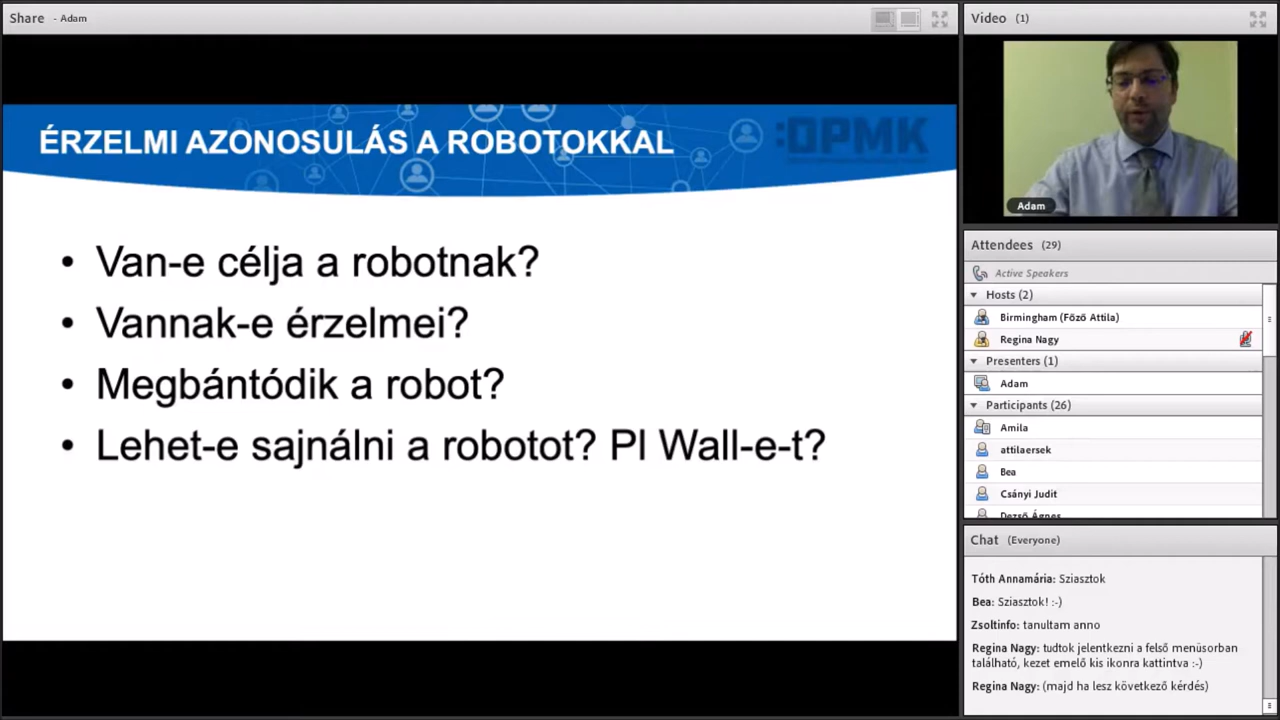 Share - Adam
ÉRZELMI AZONOSULÁS A ROBOTOKKAL
:OPMK
• Van-e célja a robotnak?
• Vannak-e érzelmei?
• Megbántódik a robot?
• Lehet-e sajnálni a robotot? Pl Wall-e-t?
Video (1)
Adam
Attendees (29)
Active Speakers
Hosts (2)
Birmingham (Főző Attila)
Regina Nagy
Presenters (1)
Adam
Participants (26)
Amila
attilaersek
Bea
Csányi Judit
Dezső Ágnes
Chat (Everyone)
Tóth Annamária: Sziasztok
Bea: Sziasztok! :-)
Zsoltinfo: tanultam anno
Regina Nagy: tudtok jelentkezni a felső menüsorban
található, kezet emelő kis ikonra kattintva :-)
Regina Nagy: (majd ha lesz következő kérdés)